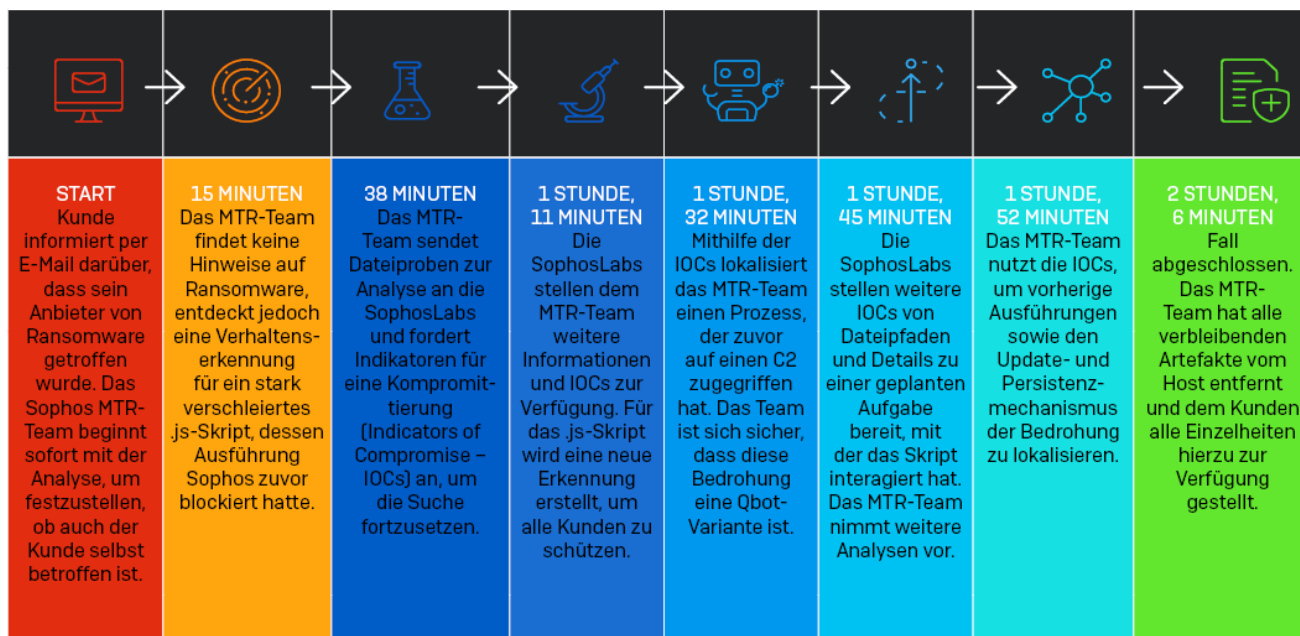 START
Kunde
informiert per
E-Mail darüber,
dass sein
Anbieter von
Ransomware
getroffen
wurde. Das
Sophos MTR-
Team beginnt
sofort mit der
Analyse, um
festzustellen,
ob auch der
Kunde selbst
betroffen ist.
15 MINUTEN
Das MTR-Team
findet keine
Hinweise auf
Ransomware,
entdeckt jedoch
eine Verhaltens-
erkennung
für ein stark
verschleiertes
.js-Skript, dessen
Ausführung
Sophos zuvor
blockiert hatte.
38 MINUTEN
Das MTR-
Team sendet
Dateiproben zur
Analyse an die
SophosLabs
und fordert
Indikatoren für
eine Kompromit-
tierung
(Indicators of
Compromise –
IOCs) an, um
die Suche
fortzusetzen.
1 STUNDE,
11 MINUTEN
Die
SophosLabs
stellen dem
MTR-Team
weitere
Informationen
und IOCs zur
Verfügung. Für
das .js-Skript
wird eine neue
Erkennung
erstellt, um
alle Kunden zu
schützen.
1 STUNDE,
32 MINUTEN
Mithilfe der
IOCs lokalisiert
das MTR-Team
einen Prozess,
der zuvor
auf einen C2
zugegriffen
hat. Das Team
ist sich sicher,
dass diese
Bedrohung
eine Qbot-
Variante ist.
1 STUNDE,
45 MINUTEN
Die
SophosLabs
stellen weitere
IOCs von
Dateipfaden
und Details zu
einer geplanten
Aufgabe
bereit, mit
der das Skript
interagiert hat.
Das MTR-Team
nimmt weitere
Analysen vor.
1 STUNDE,
52 MINUTEN
Das MTR-Team
nutzt die IOCs,
um vorherige
Ausführungen
sowie den
Update- und
Persistenz-
mechanismus
der Bedrohung
zu lokalisieren.
2 STUNDEN,
6 MINUTEN
Fall
abgeschlossen.
Das MTR-
Team hat alle
verbleibenden
Artefakte vom
Host entfernt
und dem Kunden
alle Einzelheiten
hierzu zur
Verfügung
gestellt.